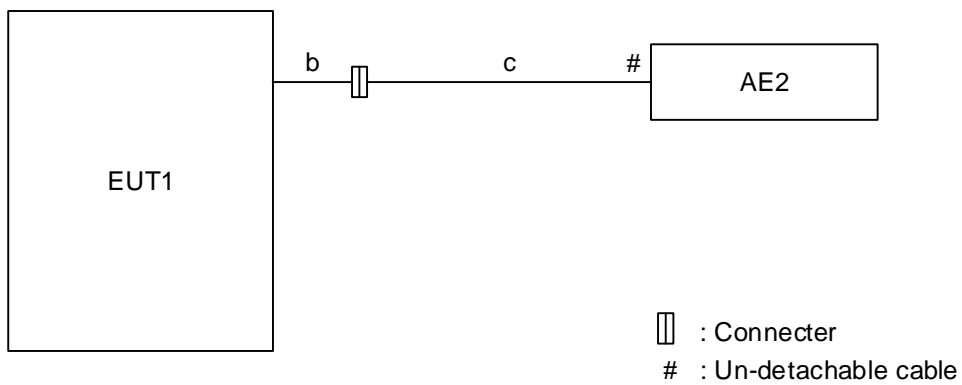 b
c
#
AE2
EUT1
: Connecter
# : Un-detachable cable